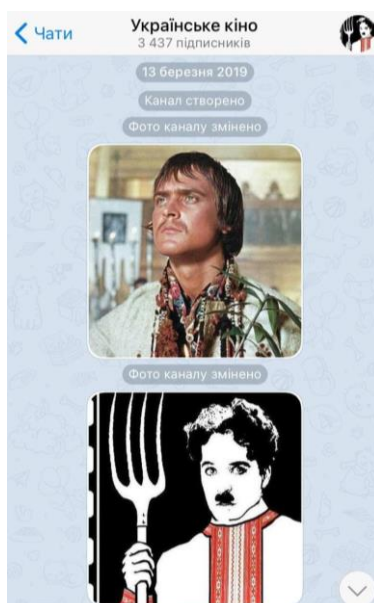 Чати
Українське кіно
3 437 підписників
13 березня 2019
Канал створено
Фото каналу змінено
Фото каналу змінено